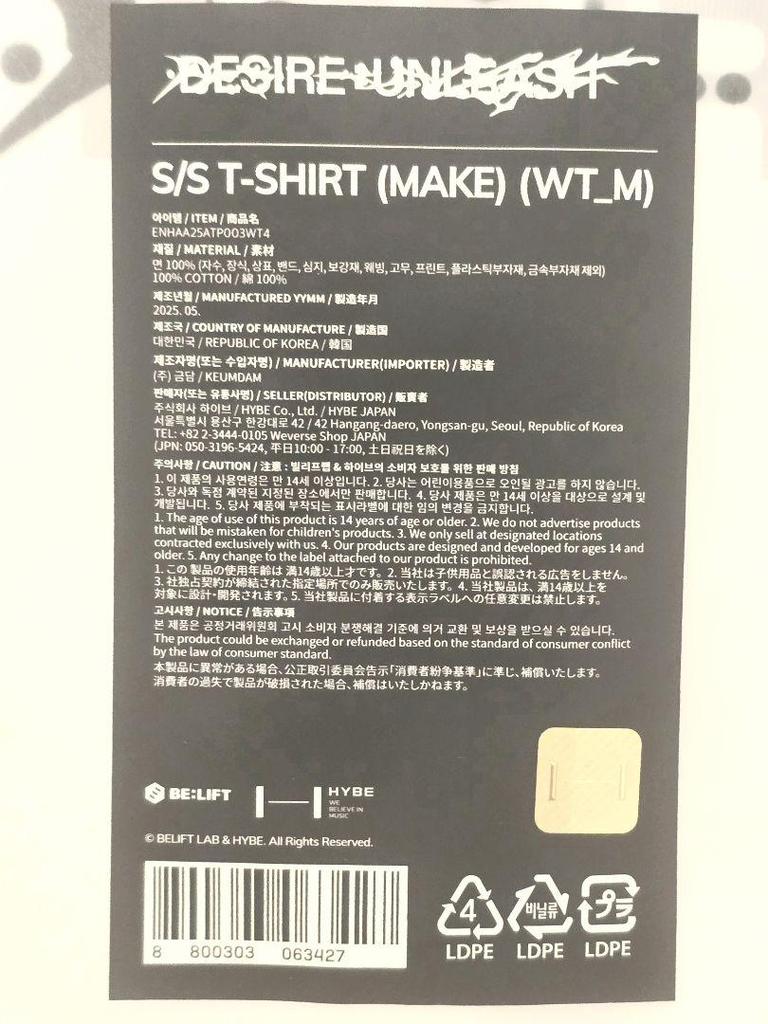 DESIRE : UNLEASH
S/S T-SHIRT (MAKE) (WT_M)
아이템 / ITEM / 商品名
ENHAA25ATP003WT4
재질 / MATERIAL / 素材
면 100% (자수, 장식, 상표, 밴드, 심지, 보강재, 웨빙, 고무, 프린트, 플라스틱부자재, 금속부자재 제외)
100% COTTON / 綿 100%
제조년월 / MANUFACTURED YYMM / 製造年月
2025. 05.
제조국 / COUNTRY OF MANUFACTURE / 製造国
대한민국 / REPUBLIC OF KOREA / 韓国
제조자명(또는 수입자명) / MANUFACTURER(IMPORTER) / 製造者
(주) 금담 / KEUMDAM
판매자(또는 유통사명) / SELLER(DISTRIBUTOR) / 販賣者
주식회사 하이브 / HYBE Co., Ltd. / HYBE JAPAN
서울특별시 용산구 한강대로 42 / 42 Hangang-daero, Yongsan-gu, Seoul, Republic of Korea
TEL: +82 2-3444-0105 Weverse Shop JAPAN
(JPN: 050-3196-5424, 平日10:00 - 17:00, 土日祝日を除く)
주의사항 / CAUTION / 注意 : 빌리프랩 & 하이브의 소비자 보호를 위한 판매 방침
1. 이 제품의 사용연령은 만 14세 이상입니다. 2. 당사는 어린이용품으로 오인될 광고를 하지 않습니다.
3. 당사와 독점 계약된 지정된 장소에서만 판매합니다. 4. 당사 제품은 만 14세 이상을 대상으로 설계 및
개발됩니다. 5. 당사 제품에 부착되는 표시라벨에 대한 임의 변경을 금지합니다.
1. The age of use of this product is 14 years of age or older. 2. We do not advertise products
that will be mistaken for children's products. 3. We only sell at designated locations
contracted exclusively with us. 4. Our products are designed and developed for ages 14 and
older. 5. Any change to the label attached to our product is prohibited.
1. この 製品の使用年齢は 満14歳以上才です。 2. 当社は子供用品と誤認される広告をしません。
3. 社独占契約が締結された指定場所でのみ販売いたします。 4. 当社製品は、満14歳以上を
対象に設計・開発されます。5. 当社製品に付着する表示ラベルへの任意変更は禁止します。
고시사항 / NOTICE / 告示事項
본 제품은 공정거래위원회 고시 소비자 분쟁해결 기준에 의거 교환 및 보상을 받으실 수 있습니다.
The product could be exchanged or refunded based on the standard of consumer conflict
by the law of consumer standard.
本製品に異常がある場合、公正取引委員会告示「消費者紛争基準」に準じ、補償いたします。
消費者の過失で製品が破損された場合、補償はいたしかねます。
BE:LIFT
HYBE
WE
BELIEVE IN
MUSIC
© BELIFT LAB & HYBE. All Rights Reserved.
8 800303 063427
4 비닐류 プラ
LDPE LDPE LDPE